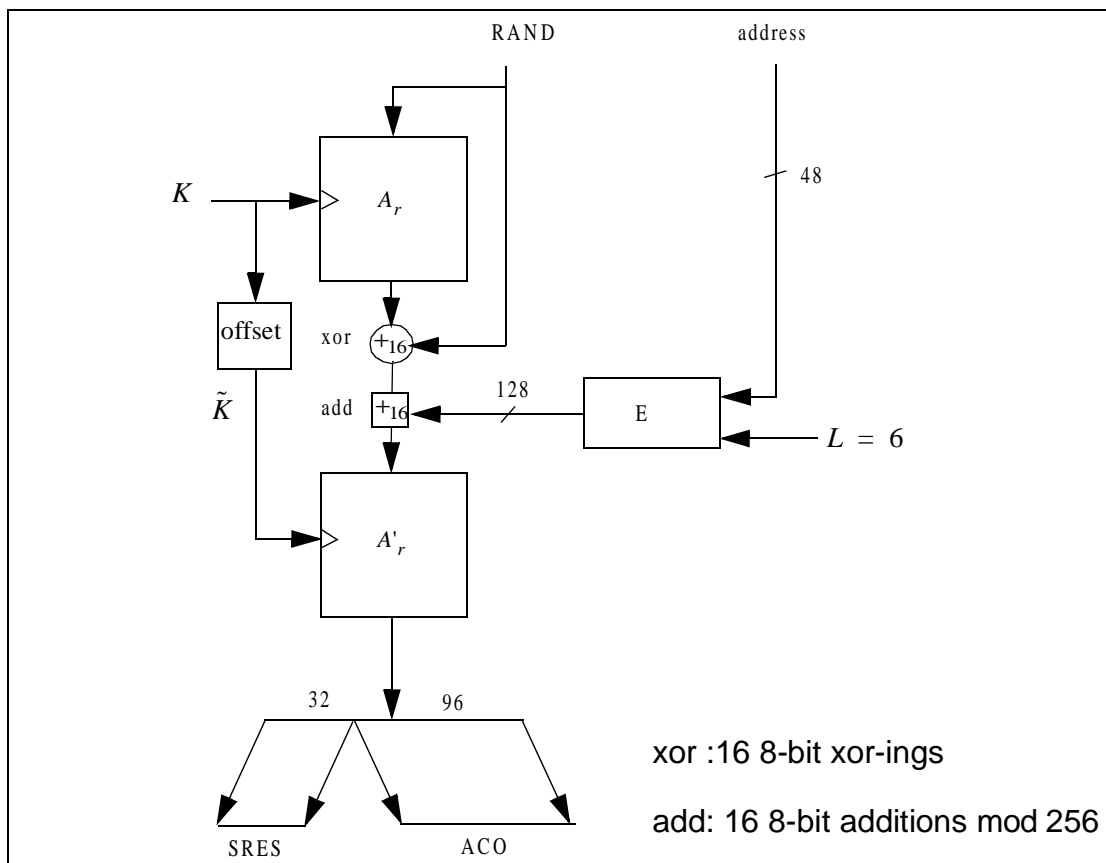 RAND address
48
K
A_r
offset
xor +16
K̃
128
add +16
E
L = 6
A'_r
32 96
xor :16 8-bit xor-ings
add: 16 8-bit additions mod 256
SRES ACO